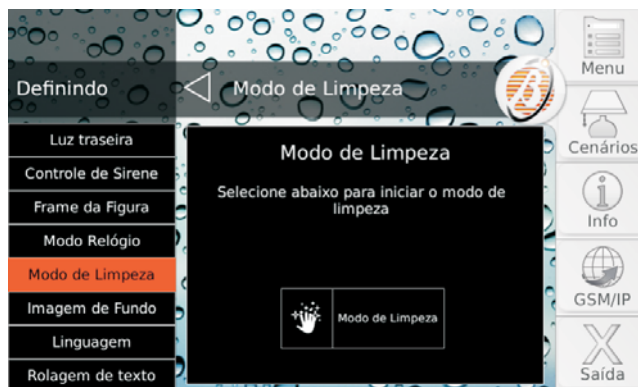 Definindo
Modo de Limpeza
Menu
Cenários
Info
GSM/IP
Saída
Luz traseira
Controle de Sirene
Frame da Figura
Modo Relógio
Modo de Limpeza
Imagem de Fundo
Linguagem
Rolagem de texto
Modo de Limpeza
Selecione abaixo para iniciar o modo de
limpeza
Modo de Limpeza